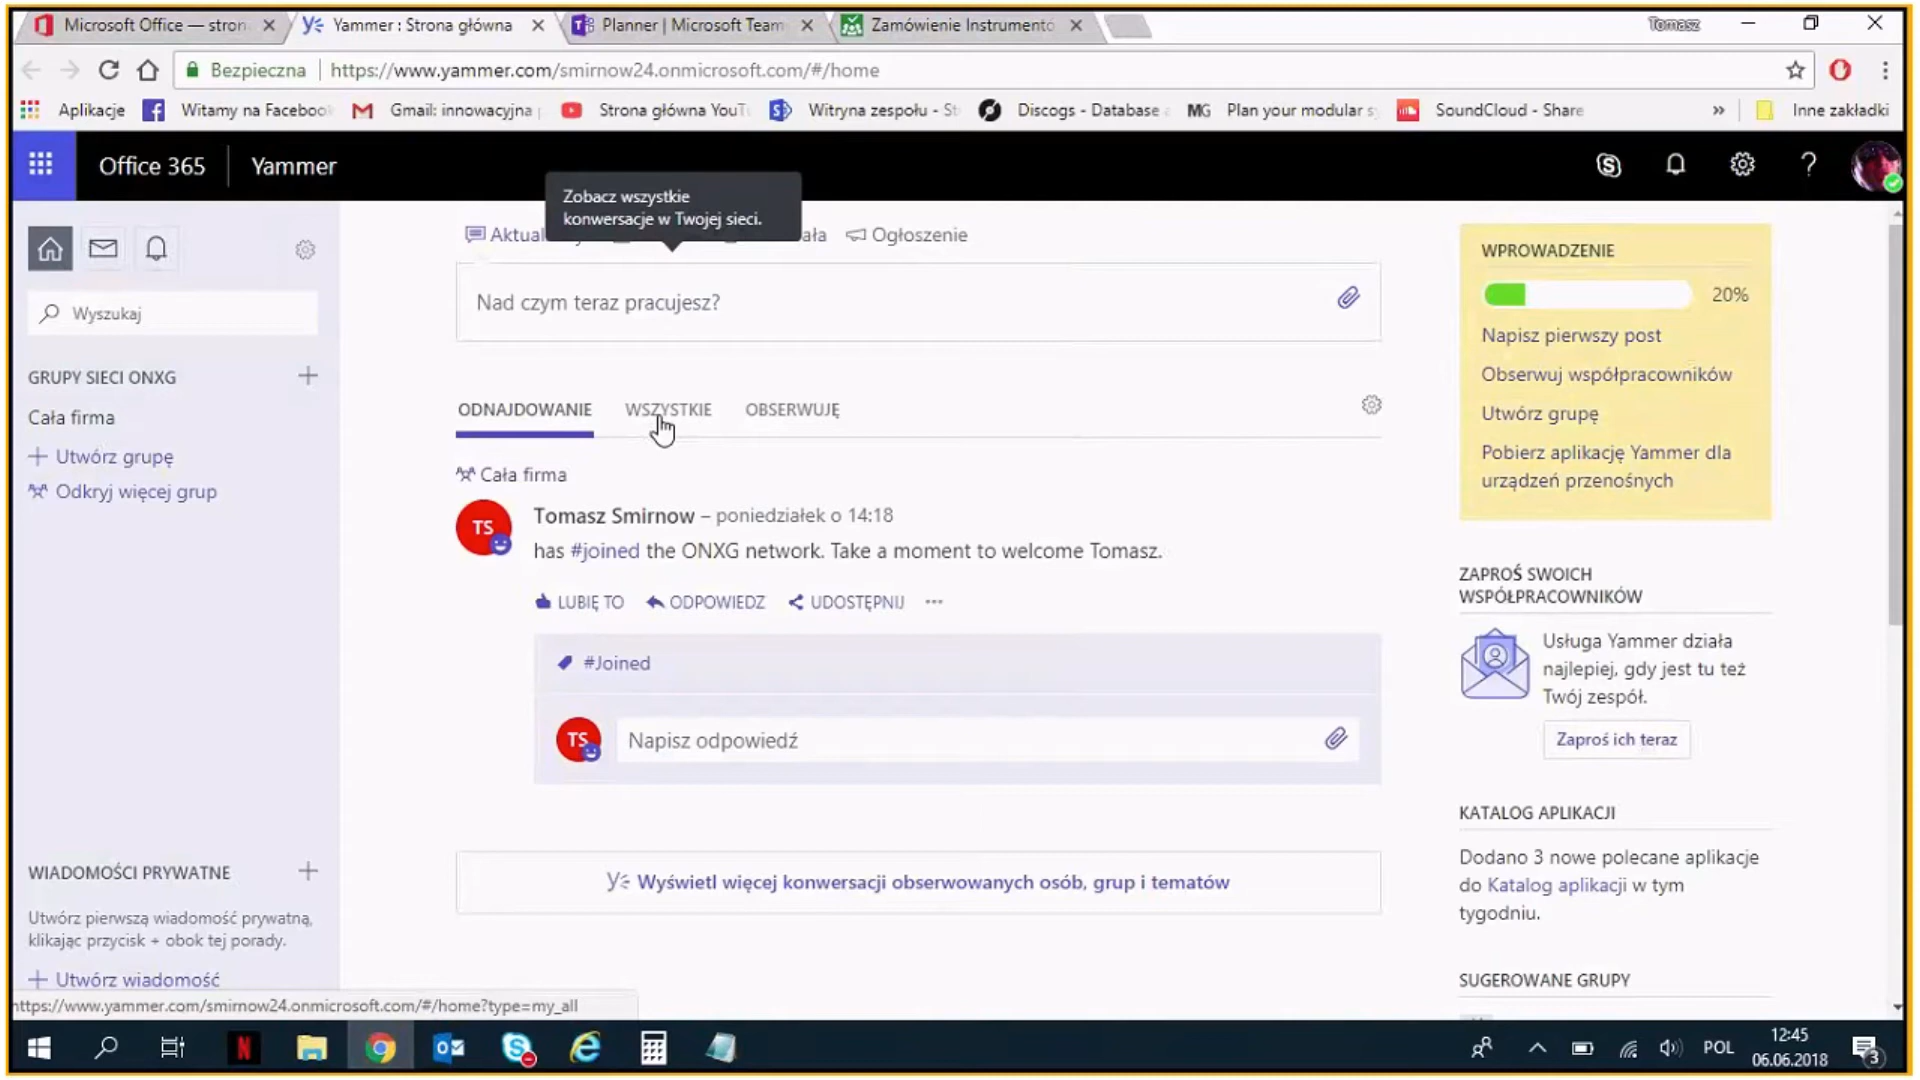 Microsoft Office — stron
Yammer : Strona główna
Planner | Microsoft Team
Zamówienie Instrumentó
Tomasz
Bezpieczna
https://www.yammer.com/smirnow24.onmicrosoft.com/#/home
Aplikacje
Witamy na Faceboo
Gmail: innowacyjna
Strona główna YouT
Witryna zespołu - St
Discogs - Database
MG
Plan your modular sy
SoundCloud - Share
»
Inne zakładki
Office 365
Yammer
Zobacz wszystkie
konwersacje w Twojej sieci.
Ogłoszenie
Nad czym teraz pracujesz?
Wyszukaj
GRUPY SIECI ONXG
Cała firma
Utwórz grupę
Odkryj więcej grup
ODNAJDOWANIE
WSZYSTKIE
OBSERWUJĘ
Cała firma
TS
Tomasz Smirnow – poniedziałek o 14:18
has #joined the ONXG network. Take a moment to welcome Tomasz.
LUBIĘ TO
ODPOWIEDZ
UDOSTĘPNIJ
#Joined
TS
Napisz odpowiedź
Wyświetl więcej konwersacji obserwowanych osób, grup i tematów
WPROWADZENIE
20%
Napisz pierwszy post
Obserwuj współpracowników
Utwórz grupę
Pobierz aplikację Yammer dla
urządzeń przenośnych
ZAPROŚ SWOICH
WSPÓŁPRACOWNIKÓW
Usługa Yammer działa
najlepiej, gdy jest tu też
Twój zespół.
Zaproś ich teraz
KATALOG APLIKACJI
Dodano 3 nowe polecane aplikacje
do Katalog aplikacji w tym
tygodniu.
SUGEROWANE GRUPY
WIADOMOŚCI PRYWATNE
Utwórz pierwszą wiadomość prywatną,
klikając przycisk + obok tej porady.
Utwórz wiadomość
https://www.yammer.com/smirnow24.onmicrosoft.com/#/home?type=my_all
POL
12:45
06.06.2018
3